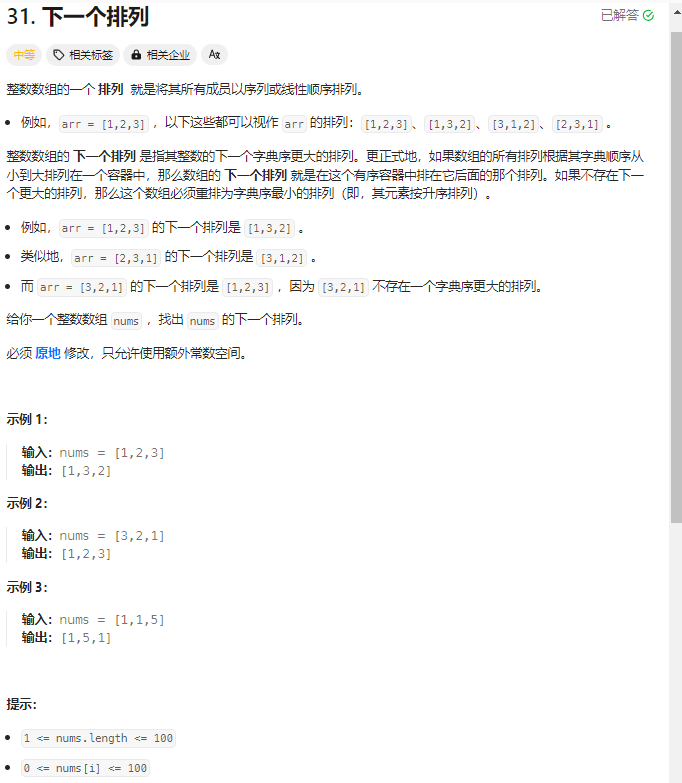 31. 下一个排列
已解答
中等 相关标签 相关企业 Aχ
整数数组的一个 排列 就是将其所有成员以序列或线性顺序排列。
例如，arr = [1,2,3] ，以下这些都可以视作 arr 的排列：[1,2,3]、[1,3,2]、[3,1,2]、[2,3,1] 。
整数数组的 下一个排列 是指其整数的下一个字典序更大的排列。更正式地，如果数组的所有排列根据其字典顺序从
小到大排列在一个容器中，那么数组的 下一个排列 就是在这个有序容器中排在它后面的那个排列。如果不存在下一
个更大的排列，那么这个数组必须重排为字典序最小的排列（即，其元素按升序排列）。
例如，arr = [1,2,3] 的下一个排列是 [1,3,2] 。
类似地，arr = [2,3,1] 的下一个排列是 [3,1,2] 。
而 arr = [3,2,1] 的下一个排列是 [1,2,3] ，因为 [3,2,1] 不存在一个字典序更大的排列。
给你一个整数数组 nums ，找出 nums 的下一个排列。
必须 原地 修改，只允许使用额外常数空间。
示例 1：
输入：nums = [1,2,3]
输出：[1,3,2]
示例 2：
输入：nums = [3,2,1]
输出：[1,2,3]
示例 3：
输入：nums = [1,1,5]
输出：[1,5,1]
提示：
1 <= nums.length <= 100
0 <= nums[i] <= 100